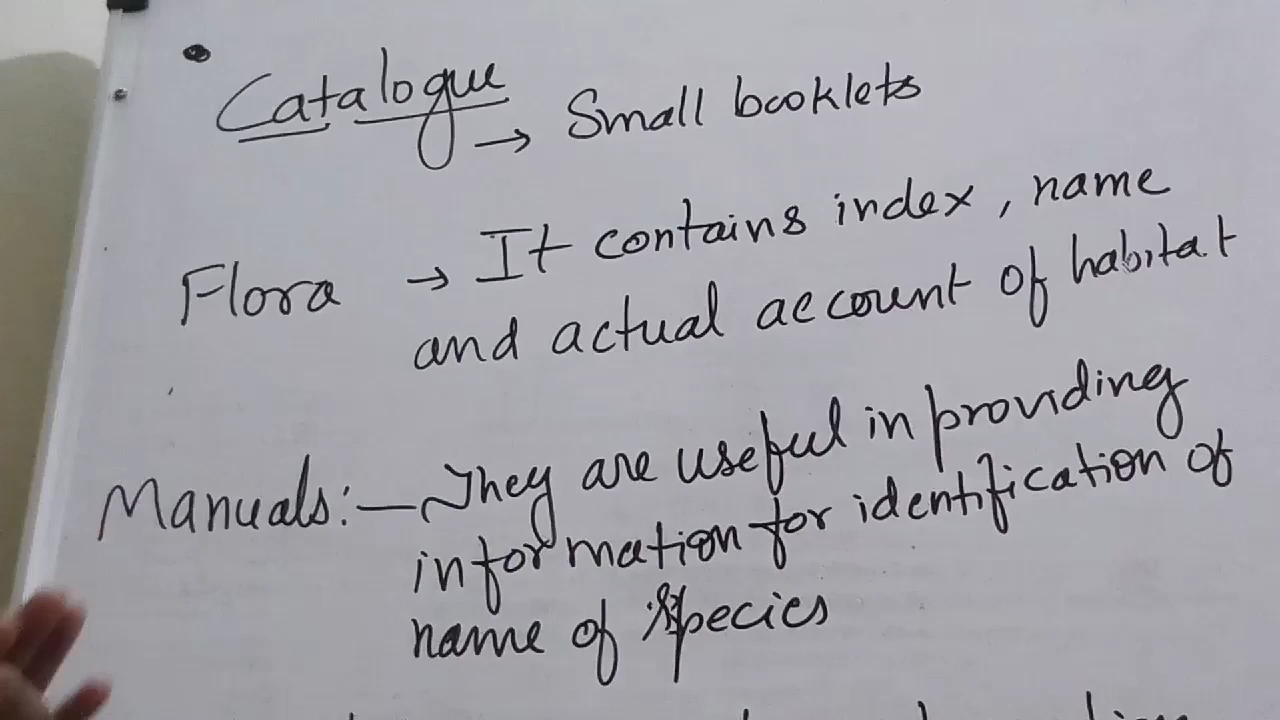 Catalogue → Small booklets
Flora → It contains index, name
and actual account of habitat
Manuals:— They are useful in providing
information for identification of
name of species